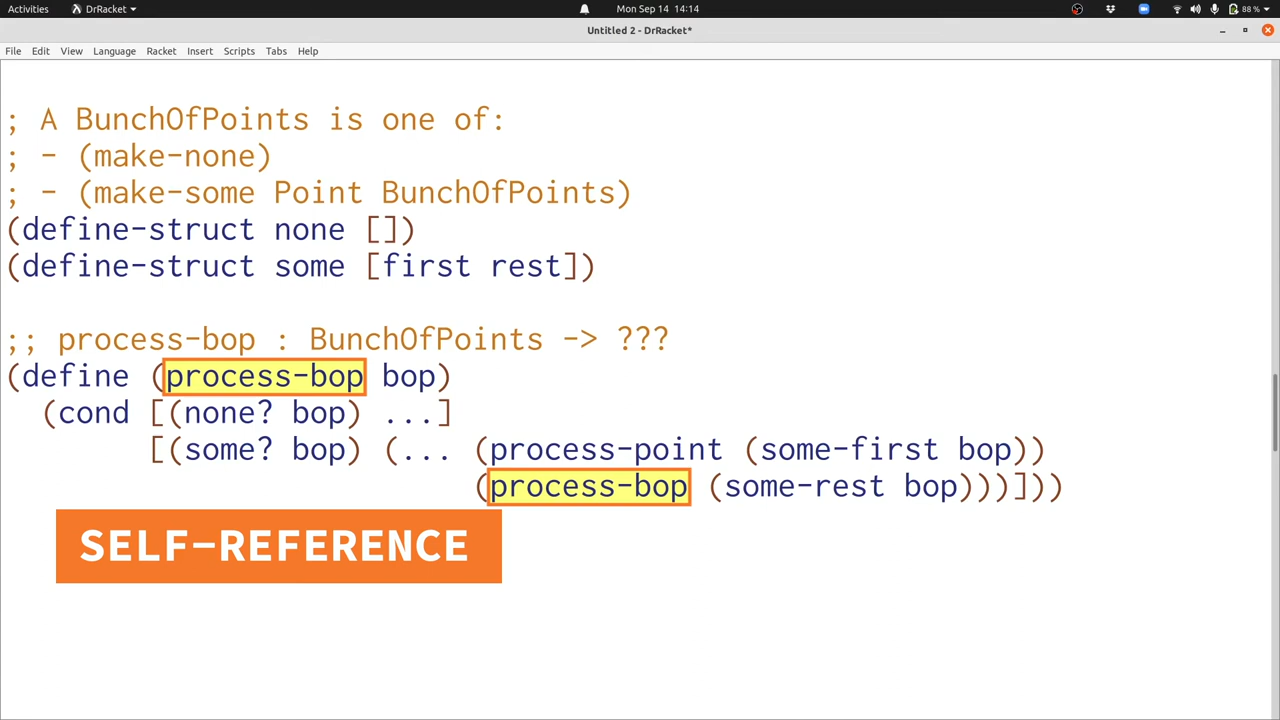 Activities DrRacket Mon Sep 14 14:14 88 %
Untitled 2 - DrRacket*
File Edit View Language Racket Insert Scripts Tabs Help
; A BunchOfPoints is one of:
; - (make-none)
; - (make-some Point BunchOfPoints)
(define-struct none [])
(define-struct some [first rest])
;; process-bop : BunchOfPoints -> ???
(define (process-bop bop)
(cond [(none? bop) ...]
[(some? bop) (... (process-point (some-first bop))
(process-bop (some-rest bop)))]))
SELF-REFERENCE